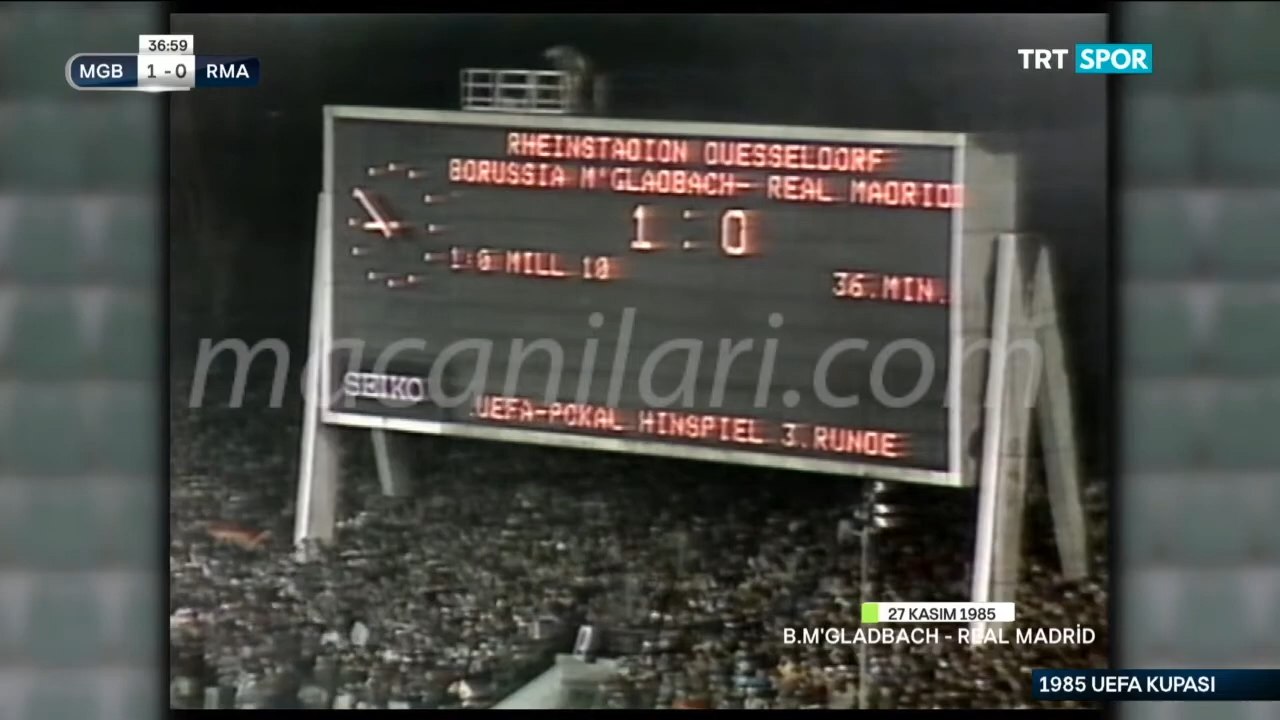 36:59
MGB 1 - 0 RMA
TRT SPOR
RHEINSTADION DUESSELDORF
BORUSSIA M'GLADBACH- REAL MADRID
1 : 0
1:0 MILL 10
36.MIN.
macanilari.com
SEIKO
.UEFA-POKAL HINSPIEL 3.RUNDE
27 KASIM 1985
B.M'GLADBACH - REAL MADRİD
1985 UEFA KUPASI